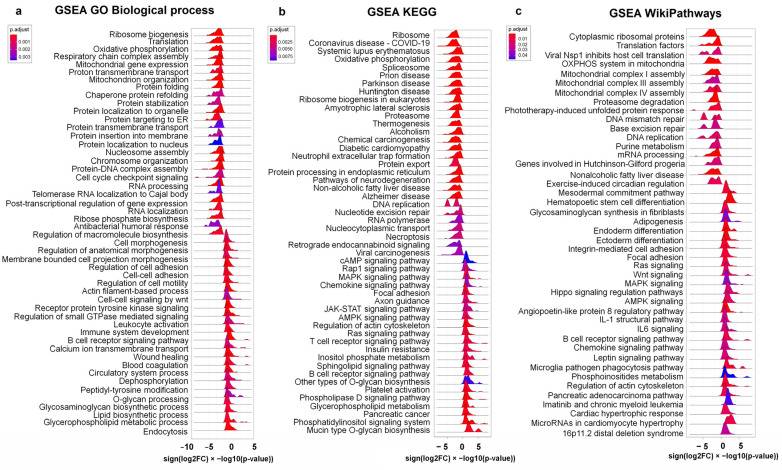 a
GSEA GO Biological process
p.adjust
0.001
0.002
0.003
Ribosome biogenesis
Translation
Oxidative phosphorylation
Respiratory chain complex assembly
Mitochondrial gene expression
Proton transmembrane transport
Mitochondrion organization
Protein folding
Chaperone protein refolding
Protein stabilization
Protein localization to organelle
Protein targeting to ER
Protein transmembrane transport
Protein insertion into membrane
Protein localization to nucleus
Nucleosome assembly
Chromosome organization
Protein-DNA complex assembly
Cell cycle checkpoint signaling
RNA processing
Telomerase RNA localization to Cajal body
Post-transcriptional regulation of gene expression
RNA localization
Ribose phosphate biosynthesis
Antibacterial humoral response
Regulation of macromolecule biosynthesis
Cell morphogenesis
Regulation of anatomical morphogenesis
Membrane bounded cell projection morphogenesis
Regulation of cell adhesion
Cell-cell adhesion
Regulation of cell motility
Actin filament-based process
Cell-cell signaling by wnt
Receptor protein tyrosine kinase signaling
Regulation of small GTPase mediated signaling
Leukocyte activation
Immune system development
B cell receptor signaling pathway
Calcium ion transmembrane transport
Wound healing
Blood coagulation
Circulatory system process
Dephosphorylation
Peptidyl-tyrosine modification
O-glycan processing
Glycosaminoglycan biosynthetic process
Lipid biosynthetic process
Glycerophospholipid metabolic process
Endocytosis
−10 −5 0 5
sign(log2FC) × −log10(p-value))
b
GSEA KEGG
p.adjust
0.0025
0.0050
0.0075
Ribosome
Coronavirus disease - COVID-19
Systemic lupus erythematosus
Oxidative phosphorylation
Spliceosome
Prion disease
Parkinson disease
Huntington disease
Ribosome biogenesis in eukaryotes
Amyotrophic lateral sclerosis
Proteasome
Thermogenesis
Alcoholism
Chemical carcinogenesis
Diabetic cardiomyopathy
Neutrophil extracellular trap formation
Protein export
Protein processing in endoplasmic reticulum
Pathways of neurodegeneration
Non-alcoholic fatty liver disease
Alzheimer disease
DNA replication
Nucleotide excision repair
RNA polymerase
Nucleocytoplasmic transport
Necroptosis
Retrograde endocannabinoid signaling
Viral carcinogenesis
cAMP signaling pathway
Rap1 signaling pathway
MAPK signaling pathway
Chemokine signaling pathway
Focal adhesion
Axon guidance
JAK-STAT signaling pathway
AMPK signaling pathway
Regulation of actin cytoskeleton
Ras signaling pathway
T cell receptor signaling pathway
Insulin resistance
Inositol phosphate metabolism
Sphingolipid signaling pathway
B cell receptor signaling pathway
Other types of O-glycan biosynthesis
Platelet activation
Phospholipase D signaling pathway
Glycerophospholipid metabolism
Pancreatic cancer
Phosphatidylinositol signaling system
Mucin type O-glycan biosynthesis
−5 0 5
sign(log2FC) × −log10(p-value))
c
GSEA WikiPathways
p.adjust
0.01
0.02
0.03
0.04
Cytoplasmic ribosomal proteins
Translation factors
Viral Nsp1 inhibits host cell translation
OXPHOS system in mitochondria
Mitochondrial complex I assembly
Mitochondrial complex III assembly
Mitochondrial complex IV assembly
Proteasome degradation
Phototherapy-induced unfolded protein response
DNA mismatch repair
Base excision repair
DNA replication
Purine metabolism
mRNA processing
Genes involved in Hutchinson-Gilford progeria
Nonalcoholic fatty liver disease
Exercise-induced circadian regulation
Mesodermal commitment pathway
Hematopoetic stem cell differentiation
Glycosaminoglycan synthesis in fibroblasts
Adipogenesis
Endoderm differentiation
Ectoderm differentiation
Integrin-mediated cell adhesion
Focal adhesion
Ras signaling
Wnt signaling
MAPK signaling
Hippo signaling regulation pathways
AMPK signaling
Angiopoetin-like protein 8 regulatory pathway
IL-1 structural pathway
IL6 signaling
B cell receptor signaling pathway
Chemokine signaling pathway
Leptin signaling pathway
Microglia pathogen phagocytosis pathway
Phosphoinositides metabolism
Regulation of actin cytoskeleton
Pancreatic adenocarcinoma pathway
Imatinib and chronic myeloid leukemia
Cardiac hypertrophic response
MicroRNAs in cardiomyocyte hypertrophy
16p11.2 distal deletion syndrome
−5 0 5
sign(log2FC) × −log10(p-value))